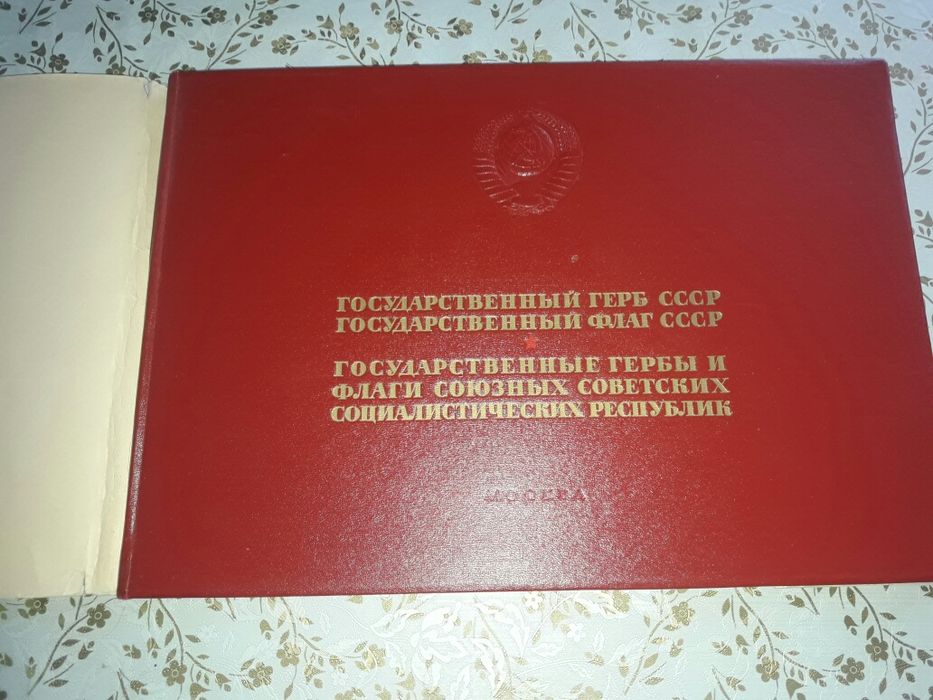 ГОСУДАРСТВЕННЫЙ ГЕРБ СССР
ГОСУДАРСТВЕННЫЙ ФЛАГ СССР
ГОСУДАРСТВЕННЫЕ ГЕРБЫ И
ФЛАГИ СОЮЗНЫХ СОВЕТСКИХ
СОЦИАЛИСТИЧЕСКИХ РЕСПУБЛИК
МОСКВА